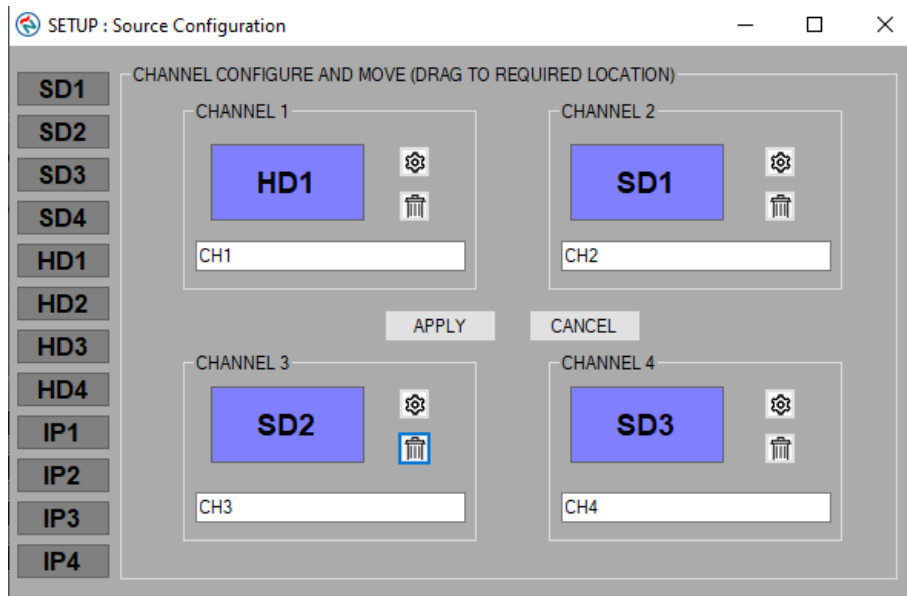 SETUP : Source Configuration
SD1
SD2
SD3
SD4
HD1
HD2
HD3
HD4
IP1
IP2
IP3
IP4
CHANNEL CONFIGURE AND MOVE (DRAG TO REQUIRED LOCATION)
CHANNEL 1
HD1
CH1
CHANNEL 2
SD1
CH2
APPLY
CANCEL
CHANNEL 3
SD2
CH3
CHANNEL 4
SD3
CH4